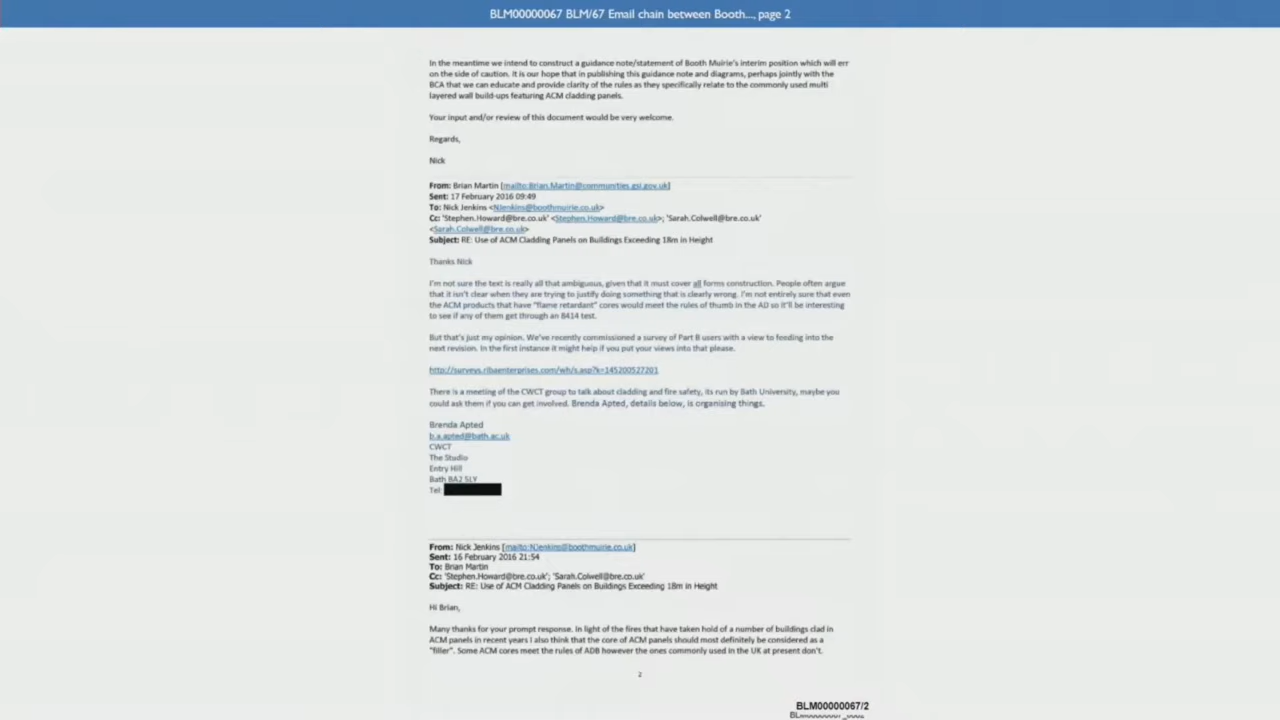 BLM00000067 BLM/67 Email chain between Booth..., page 2
In the meantime we intend to construct a guidance note/statement of Booth Muirie's interim position which will err
on the side of caution. It is our hope that in publishing this guidance note and diagrams, perhaps jointly with the
BCA that we can educate and provide clarity of the rules as they specifically relate to the commonly used multi
layered wall build-ups featuring ACM cladding panels.
Your input and/or review of this document would be very welcome.
Regards,
Nick
From: Brian Martin [mailto:Brian.Martin@communities.gsi.gov.uk]
Sent: 17 February 2016 09:49
To: Nick Jenkins <NJenkins@boothmuirie.co.uk>
Cc: 'Stephen.Howard@bre.co.uk' <Stephen.Howard@bre.co.uk>; 'Sarah.Colwell@bre.co.uk'
<Sarah.Colwell@bre.co.uk>
Subject: RE: Use of ACM Cladding Panels on Buildings Exceeding 18m in Height
Thanks Nick
I'm not sure the text is really all that ambiguous, given that it must cover all forms construction. People often argue
that it isn't clear when they are trying to justify doing something that is clearly wrong. I'm not entirely sure that even
the ACM products that have "flame retardant" cores would meet the rules of thumb in the AD so it'll be interesting
to see if any of them get through an 8414 test.
But that's just my opinion. We've recently commissioned a survey of Part B users with a view to feeding into the
next revision. In the first instance it might help if you put your views into that please.
http://surveys.ribaenterprises.com/wh/s.asp?k=145200527201
There is a meeting of the CWCT group to talk about cladding and fire safety, its run by Bath University, maybe you
could ask them if you can get involved. Brenda Apted, details below, is organising things.
Brenda Apted
b.a.apted@bath.ac.uk
CWCT
The Studio
Entry Hill
Bath BA2 5LY
Tel:
From: Nick Jenkins [mailto:NJenkins@boothmuirie.co.uk]
Sent: 16 February 2016 21:54
To: Brian Martin
Cc: 'Stephen.Howard@bre.co.uk'; 'Sarah.Colwell@bre.co.uk'
Subject: RE: Use of ACM Cladding Panels on Buildings Exceeding 18m in Height
Hi Brian,
Many thanks for your prompt response. In light of the fires that have taken hold of a number of buildings clad in
ACM panels in recent years I also think that the core of ACM panels should most definitely be considered as a
"filler". Some ACM cores meet the rules of ADB however the ones commonly used in the UK at present don't.
2
BLM00000067/2